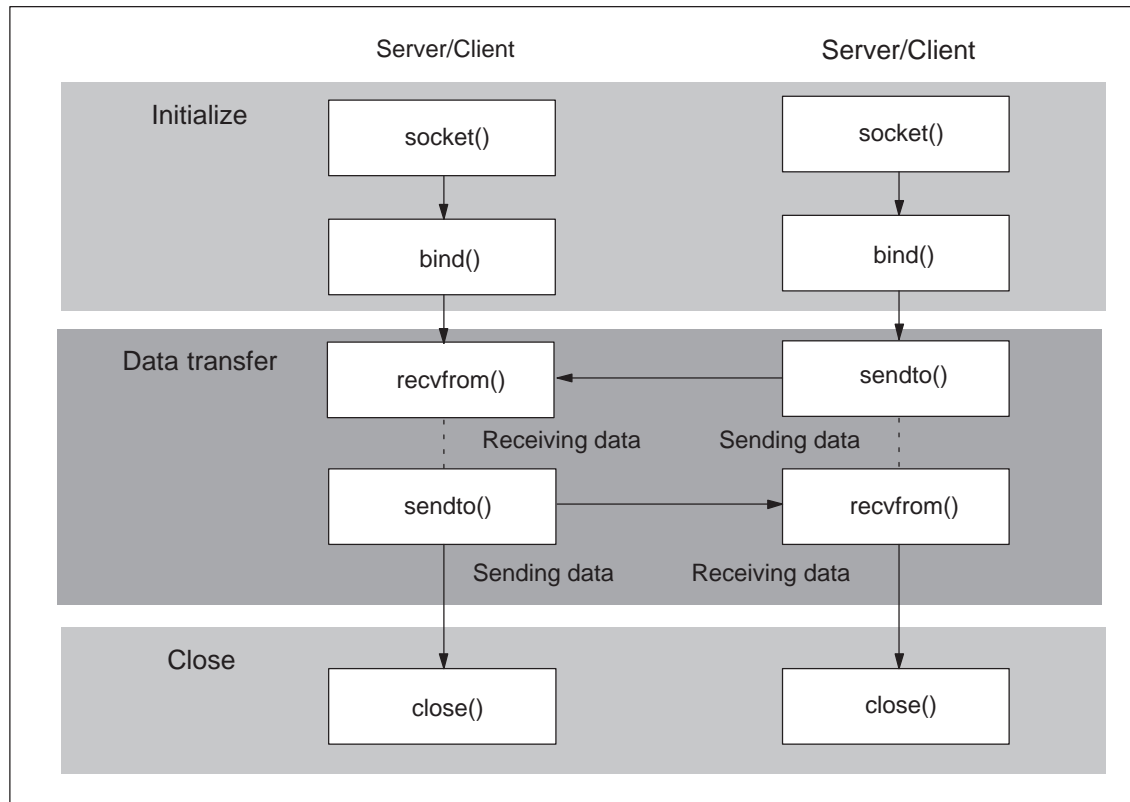 Server/Client
Server/Client
Initialize
socket()
socket()
bind()
bind()
Data transfer
recvfrom()
sendto()
Receiving data
Sending data
sendto()
recvfrom()
Sending data
Receiving data
Close
close()
close()